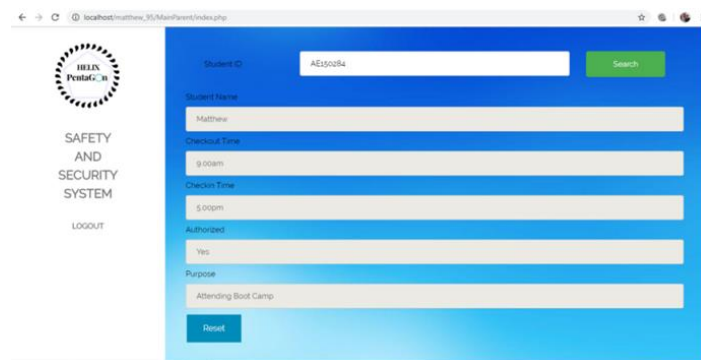 localhost/matthew_95/MainParent/index.php
HELIX
PentaGon
SAFETY
AND
SECURITY
SYSTEM
LOGOUT
Student ID
AE150284
Search
Student Name
Matthew
Checkout Time
9.00am
Checkin Time
5.00pm
Authorized
Yes
Purpose
Attending Boot Camp
Reset